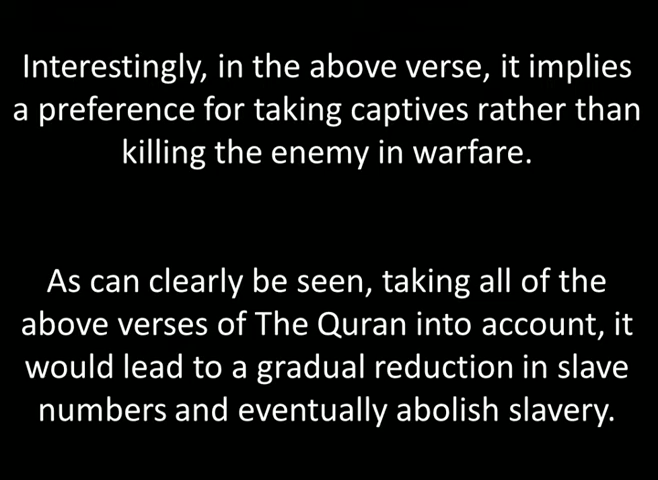 Interestingly, in the above verse, it implies
a preference for taking captives rather than
killing the enemy in warfare.
As can clearly be seen, taking all of the
above verses of The Quran into account, it
would lead to a gradual reduction in slave
numbers and eventually abolish slavery.